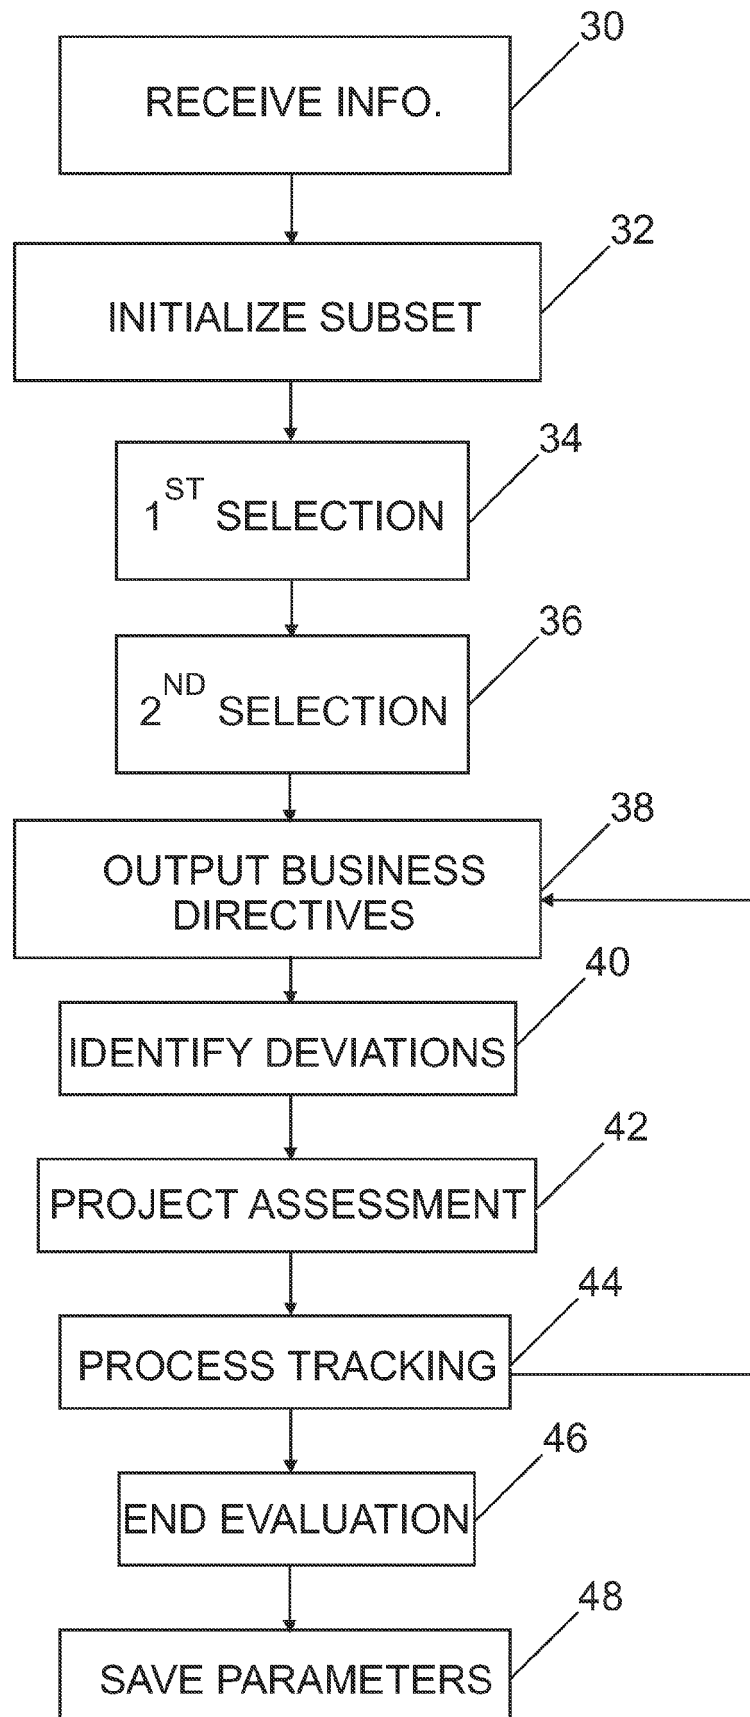 30
RECEIVE INFO.
32
INITIALIZE SUBSET
34
1ST SELECTION
36
2ND SELECTION
38
OUTPUT BUSINESS
DIRECTIVES
40
IDENTIFY DEVIATIONS
42
PROJECT ASSESSMENT
44
PROCESS TRACKING
46
END EVALUATION
48
SAVE PARAMETERS